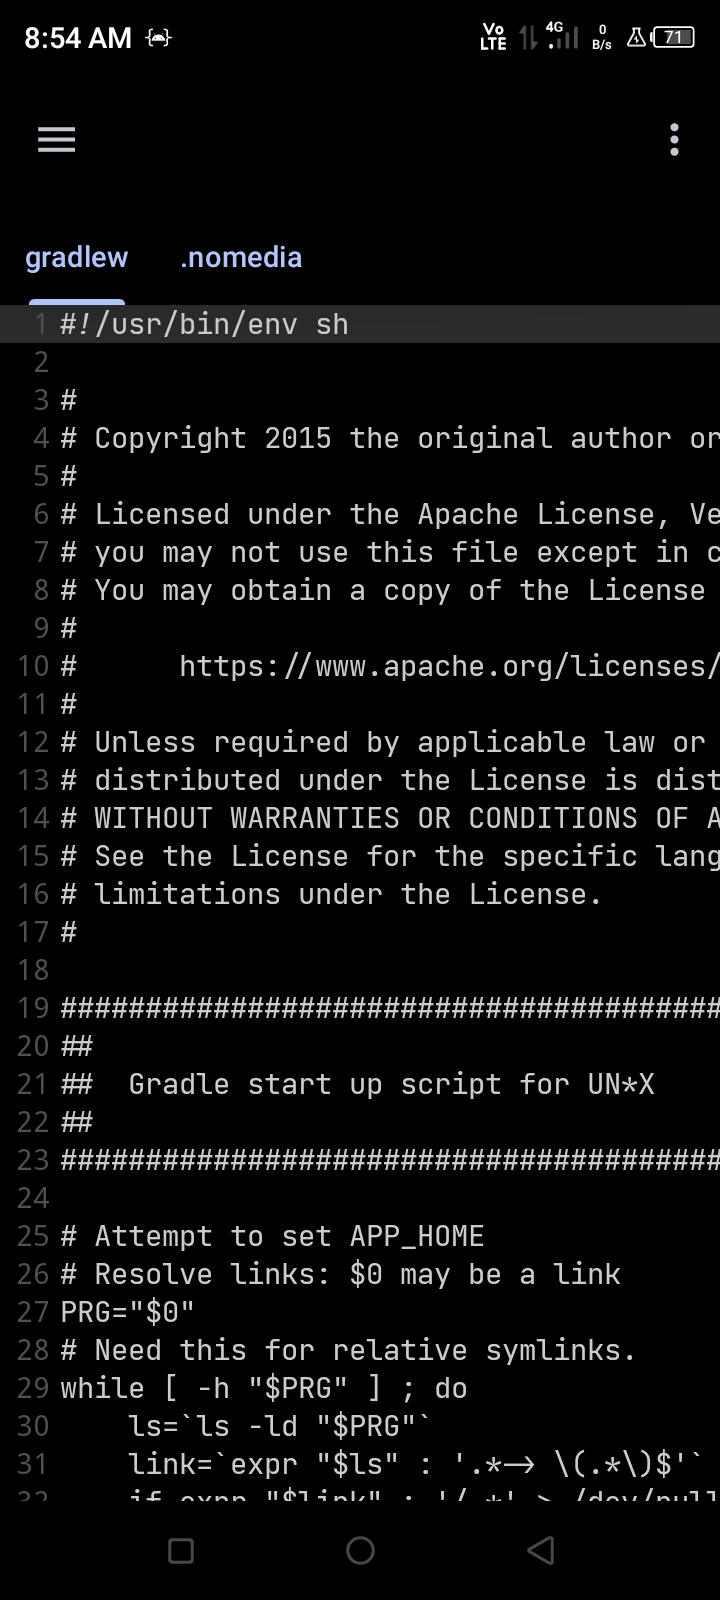 8:54 AM Vo LTE 4G 0 B/s 71
gradlew .nomedia
1 #!/usr/bin/env sh
2
3 #
4 # Copyright 2015 the original author or
5 #
6 # Licensed under the Apache License, Ve
7 # you may not use this file except in c
8 # You may obtain a copy of the License
9 #
10 #      https://www.apache.org/licenses/
11 #
12 # Unless required by applicable law or
13 # distributed under the License is dist
14 # WITHOUT WARRANTIES OR CONDITIONS OF A
15 # See the License for the specific lang
16 # limitations under the License.
17 #
18
19 #######################################
20 ##
21 ##  Gradle start up script for UN*X
22 ##
23 #######################################
24
25 # Attempt to set APP_HOME
26 # Resolve links: $0 may be a link
27 PRG="$0"
28 # Need this for relative symlinks.
29 while [ -h "$PRG" ] ; do
30     ls=`ls -ld "$PRG"`
31     link=`expr "$ls" : '.*-> \(.*\)$'`
32     if expr "$link" : '/.*' > /dev/null